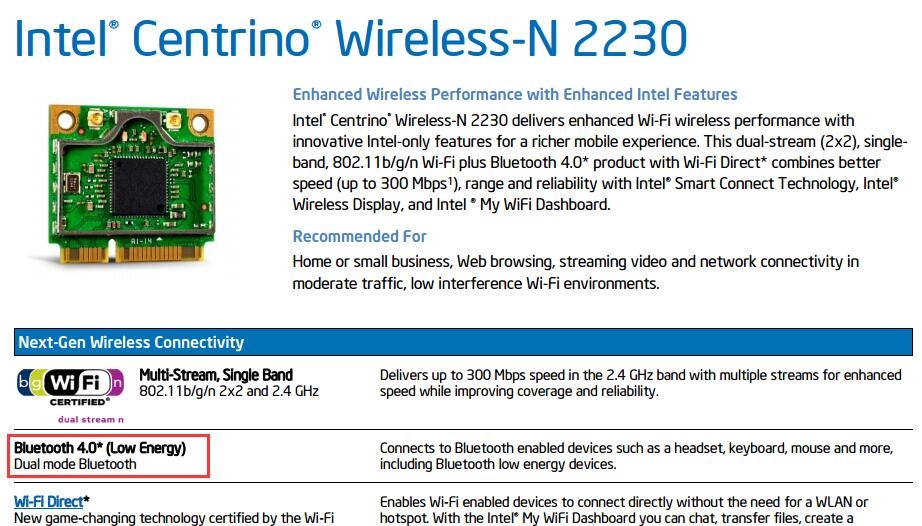 Intel® Centrino® Wireless-N 2230
Enhanced Wireless Performance with Enhanced Intel Features
Intel® Centrino® Wireless-N 2230 delivers enhanced Wi-Fi wireless performance with
innovative Intel-only features for a richer mobile experience. This dual-stream (2x2), single-
band, 802.11b/g/n Wi-Fi plus Bluetooth 4.0* product with Wi-Fi Direct* combines better
speed (up to 300 Mbps¹), range and reliability with Intel® Smart Connect Technology, Intel®
Wireless Display, and Intel ® My WiFi Dashboard.
Recommended For
Home or small business, Web browsing, streaming video and network connectivity in
moderate traffic, low interference Wi-Fi environments.
A1-14
Next-Gen Wireless Connectivity
b g Wi Fi n
CERTIFIED®
dual stream n
Multi-Stream, Single Band
802.11b/g/n 2x2 and 2.4 GHz
Delivers up to 300 Mbps speed in the 2.4 GHz band with multiple streams for enhanced
speed while improving coverage and reliability.
Bluetooth 4.0* (Low Energy)
Dual mode Bluetooth
Connects to Bluetooth enabled devices such as a headset, keyboard, mouse and more,
including Bluetooth low energy devices.
Wi-Fi Direct*
New game-changing technology certified by the Wi-Fi
Enables Wi-Fi enabled devices to connect directly without the need for a WLAN or
hotspot. With the Intel® My WiFi Dashboard you can chat, transfer files, create a